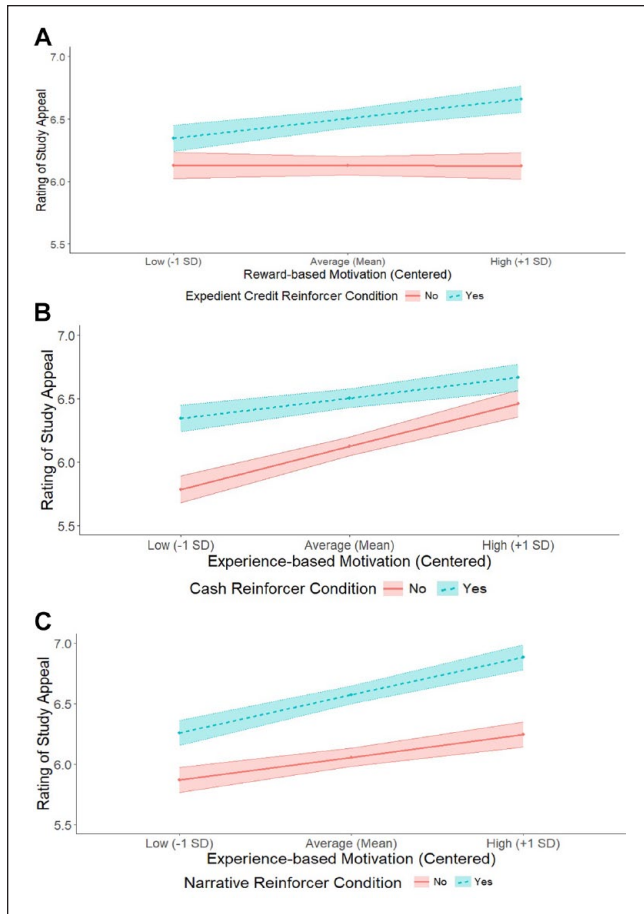 A
7.0
6.5
6.0
5.5
Rating of Study Appeal
Low (-1 SD) Average (Mean) High (+1 SD)
Reward-based Motivation (Centered)
Expedient Credit Reinforcer Condition No Yes
B
7.0
6.5
6.0
5.5
Rating of Study Appeal
Low (-1 SD) Average (Mean) High (+1 SD)
Experience-based Motivation (Centered)
Cash Reinforcer Condition No Yes
C
7.0
6.5
6.0
5.5
Rating of Study Appeal
Low (-1 SD) Average (Mean) High (+1 SD)
Experience-based Motivation (Centered)
Narrative Reinforcer Condition No Yes